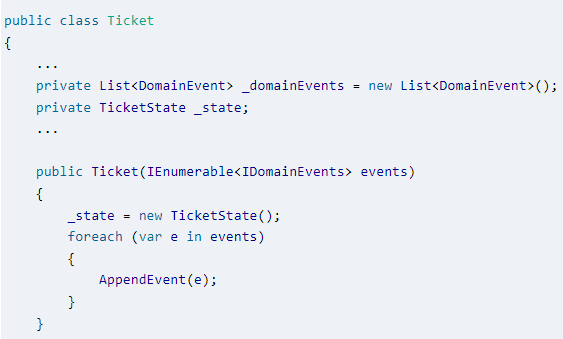 public class Ticket
{
    ...
    private List<DomainEvent> _domainEvents = new List<DomainEvent>();
    private TicketState _state;
    ...

    public Ticket(IEnumerable<IDomainEvents> events)
    {
        _state = new TicketState();
        foreach (var e in events)
        {
            AppendEvent(e);
        }
    }